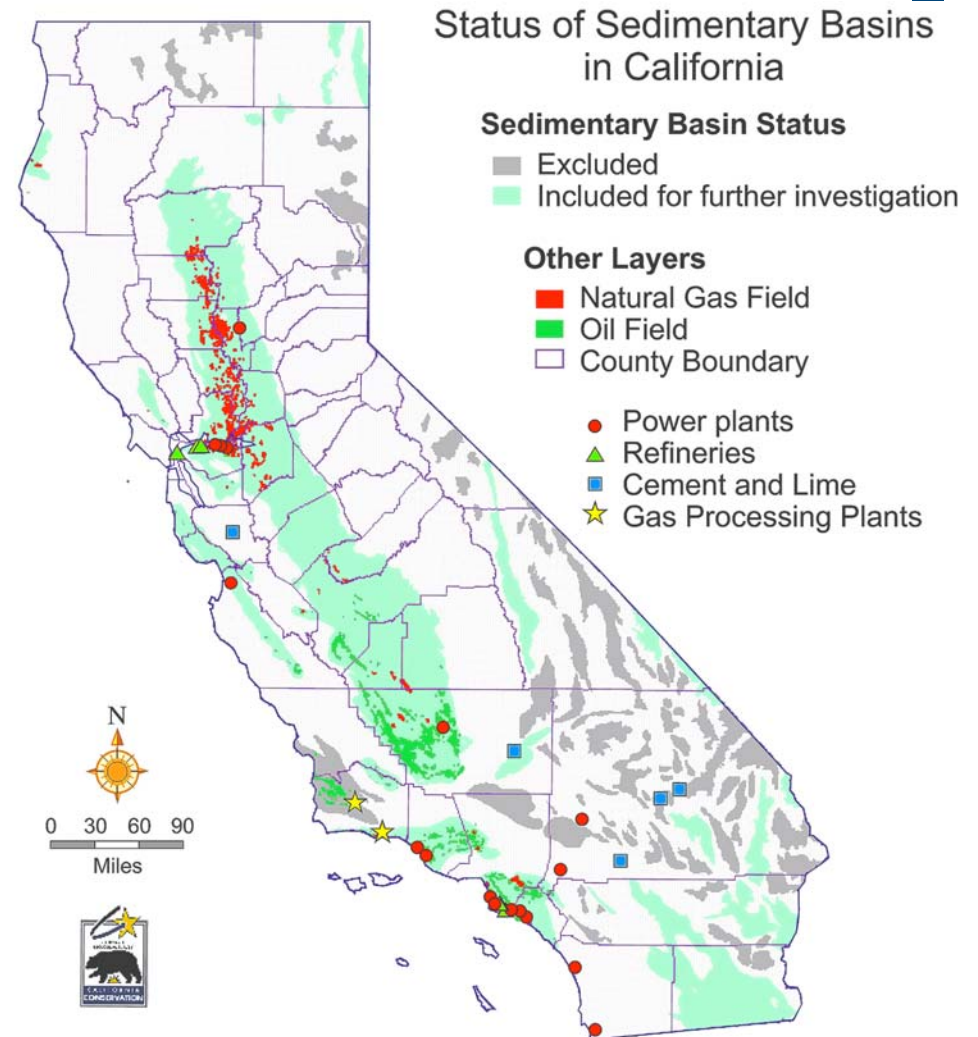 Status of Sedimentary Basins
in California
Sedimentary Basin Status
Excluded
Included for further investigation
Other Layers
Natural Gas Field
Oil Field
County Boundary
Power plants
Refineries
Cement and Lime
Gas Processing Plants
N
0 30 60 90
Miles
CALIFORNIA
CONSERVATION